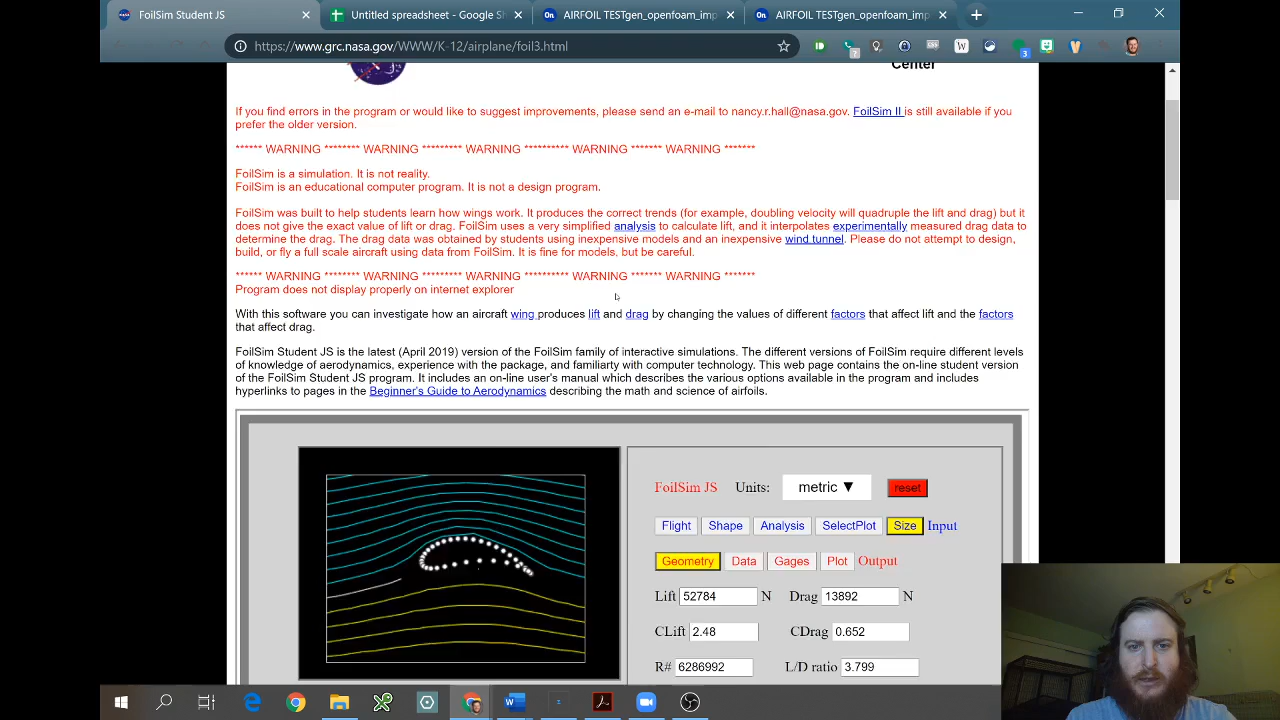 FoilSim Student JS
Untitled spreadsheet - Google Sh
On AIRFOIL TESTgen_openfoam_imp
On AIRFOIL TESTgen_openfoam_imp
https://www.grc.nasa.gov/WWW/K-12/airplane/foil3.html
Center
If you find errors in the program or would like to suggest improvements, please send an e-mail to nancy.r.hall@nasa.gov. FoilSim II is still available if you
prefer the older version.
****** WARNING ******** WARNING ********* WARNING ********** WARNING ******* WARNING *******
FoilSim is a simulation. It is not reality.
FoilSim is an educational computer program. It is not a design program.
FoilSim was built to help students learn how wings work. It produces the correct trends (for example, doubling velocity will quadruple the lift and drag) but it
does not give the exact value of lift or drag. FoilSim uses a very simplified analysis to calculate lift, and it interpolates experimentally measured drag data to
determine the drag. The drag data was obtained by students using inexpensive models and an inexpensive wind tunnel. Please do not attempt to design,
build, or fly a full scale aircraft using data from FoilSim. It is fine for models, but be careful.
****** WARNING ******** WARNING ********* WARNING ********** WARNING ******* WARNING *******
Program does not display properly on internet explorer
With this software you can investigate how an aircraft wing produces lift and drag by changing the values of different factors that affect lift and the factors
that affect drag.
FoilSim Student JS is the latest (April 2019) version of the FoilSim family of interactive simulations. The different versions of FoilSim require different levels
of knowledge of aerodynamics, experience with the package, and familiarty with computer technology. This web page contains the on-line student version
of the FoilSim Student JS program. It includes an on-line user's manual which describes the various options available in the program and includes
hyperlinks to pages in the Beginner's Guide to Aerodynamics describing the math and science of airfoils.
FoilSim JS Units: metric ▼ reset
Flight Shape Analysis SelectPlot Size Input
Geometry Data Gages Plot Output
Lift 52784 N Drag 13892 N
CLift 2.48 CDrag 0.652
R# 6286992 L/D ratio 3.799